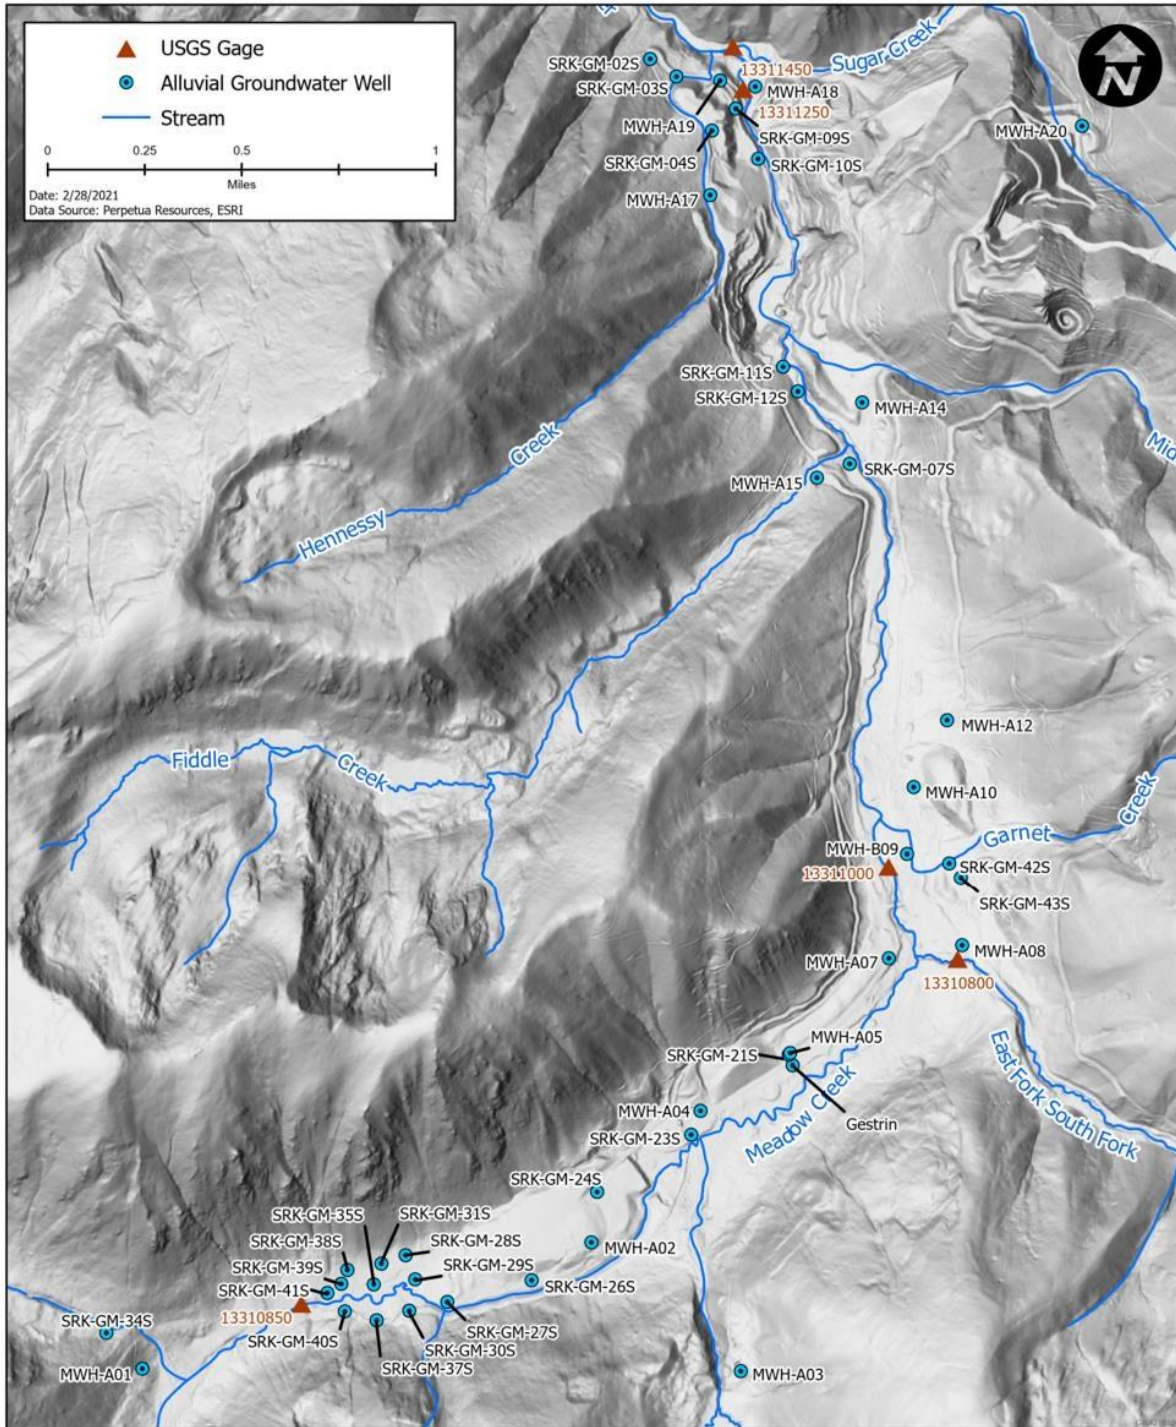 USGS Gage
Alluvial Groundwater Well
Stream
0 0.25 0.5 1
Miles
Date: 2/28/2021
Data Source: Perpetua Resources, ESRI
N
Sugar Creek
SRK-GM-02S
13311450
SRK-GM-03S
MWH-A18
13311250
MWH-A19
MWH-A20
SRK-GM-09S
SRK-GM-04S
SRK-GM-10S
MWH-A17
SRK-GM-11S
SRK-GM-12S
MWH-A14
Hennessy Creek
Mid
SRK-GM-07S
MWH-A15
MWH-A12
Fiddle Creek
MWH-A10
Garnet Creek
MWH-B09
13311000
SRK-GM-42S
SRK-GM-43S
MWH-A08
MWH-A07
13310800
MWH-A05
SRK-GM-21S
East Fork South Fork
Meadow Creek
MWH-A04
Gestrin
SRK-GM-23S
SRK-GM-24S
SRK-GM-35S
SRK-GM-31S
SRK-GM-38S
SRK-GM-28S
MWH-A02
SRK-GM-39S
SRK-GM-29S
SRK-GM-41S
SRK-GM-26S
13310850
SRK-GM-34S
SRK-GM-40S
SRK-GM-27S
SRK-GM-30S
SRK-GM-37S
MWH-A01
MWH-A03